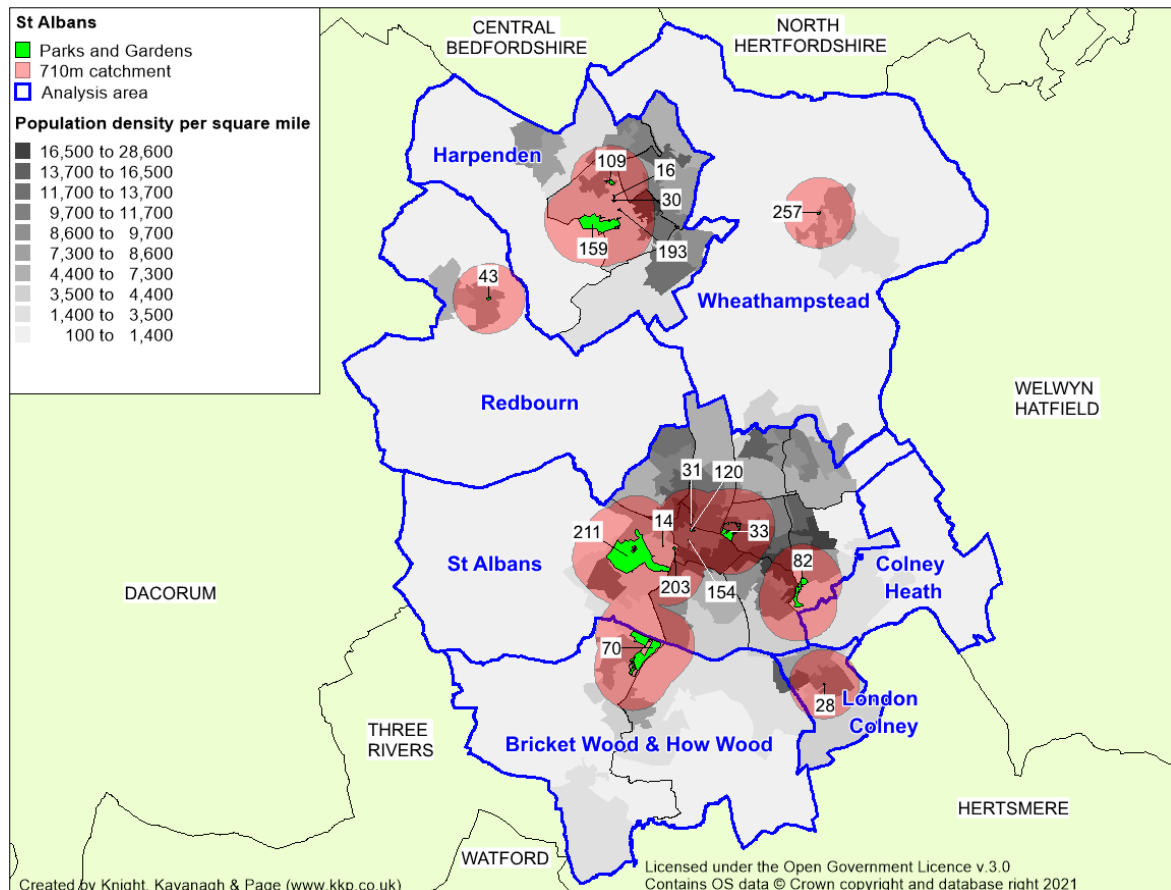 St Albans
Parks and Gardens
710m catchment
Analysis area
Population density per square mile
16,500 to 28,600
13,700 to 16,500
11,700 to 13,700
9,700 to 11,700
8,600 to 9,700
7,300 to 8,600
4,400 to 7,300
3,500 to 4,400
1,400 to 3,500
100 to 1,400
CENTRAL
BEDFORDSHIRE
NORTH
HERTFORDSHIRE
Harpenden
109
16
30
159
193
257
43
Wheathampstead
Redbourn
WELWYN
HATFIELD
31
120
211
14
33
St Albans
82
Colney
Heath
203
154
DACORUM
70
28
London
Colney
THREE
RIVERS
Bricket Wood & How Wood
HERTSMERE
WATFORD
Created by Knight, Kavanagh & Page (www.kkp.co.uk)
Licensed under the Open Government Licence v.3.0
Contains OS data © Crown copyright and database right 2021